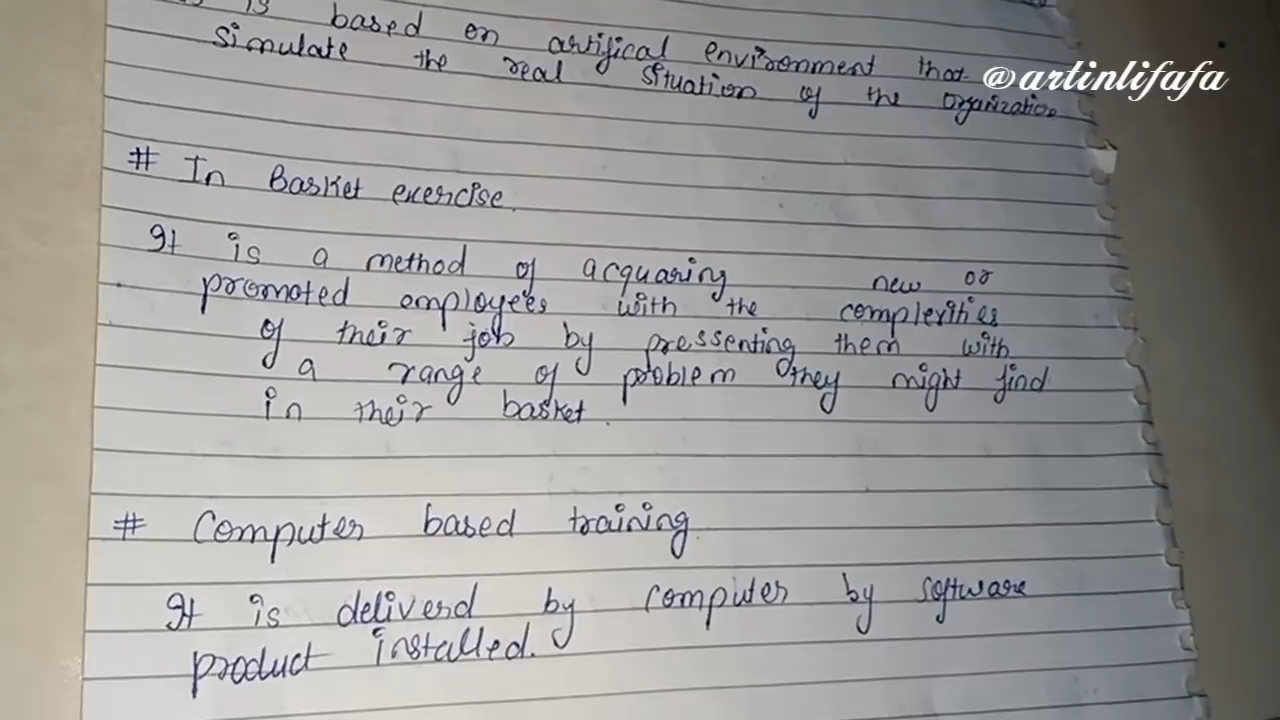 is based on artifical environment that
simulate the real situation of the organization
@artinlifafa
# In Basket exercise.
It is a method of acquaring new or
promoted employees with the complexities
of their job by pressenting them with
a range of problem they might find
in their basket.
# Computer based training.
It is deliverd by computer by software
product installed.